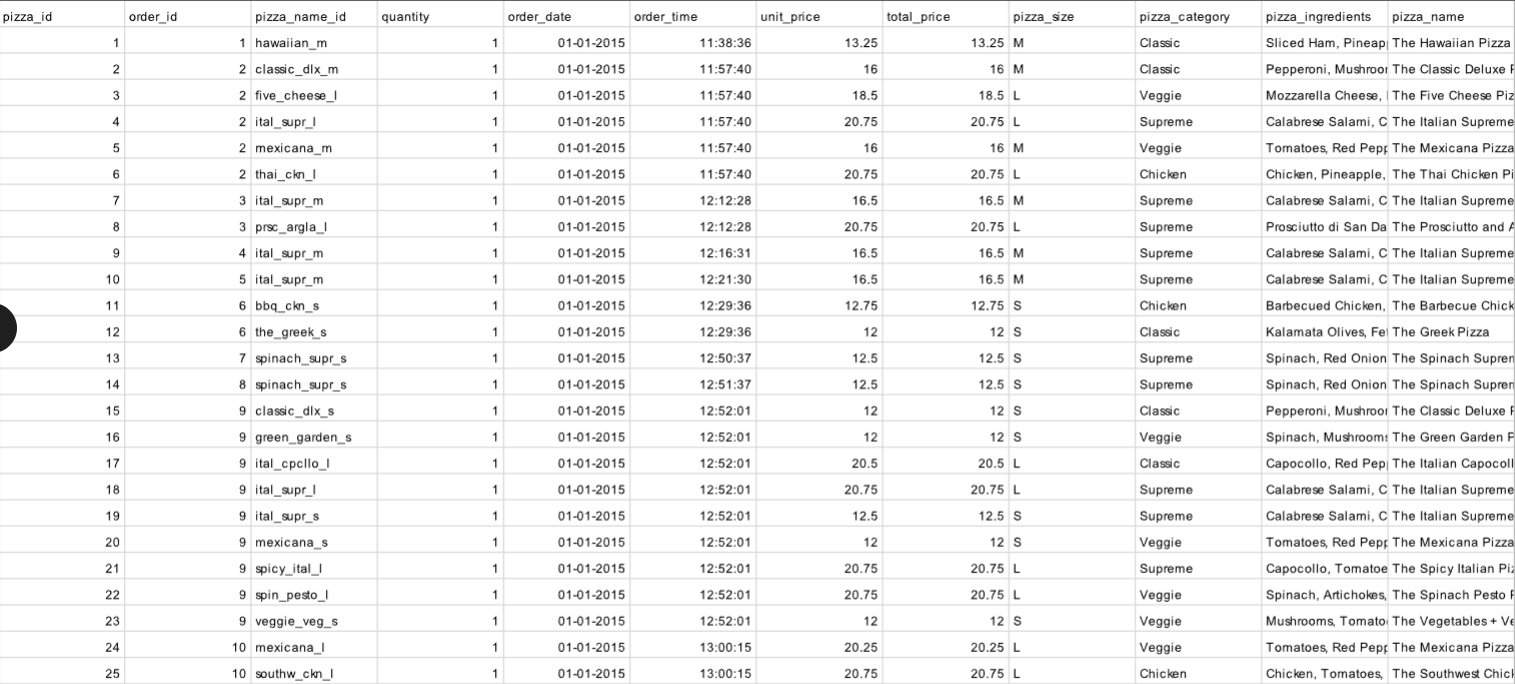 pizza_id order_id pizza_name_id quantity order_date order_time unit_price total_price pizza_size pizza_category pizza_ingredients pizza_name
1 1 hawaiian_m 1 01-01-2015 11:38:36 13.25 13.25 M Classic Sliced Ham, Pineap The Hawaiian Pizza
2 2 classic_dlx_m 1 01-01-2015 11:57:40 16 16 M Classic Pepperoni, Mushroo The Classic Deluxe
3 2 five_cheese_l 1 01-01-2015 11:57:40 18.5 18.5 L Veggie Mozzarella Cheese, The Five Cheese Piz
4 2 ital_supr_l 1 01-01-2015 11:57:40 20.75 20.75 L Supreme Calabrese Salami, C The Italian Supreme
5 2 mexicana_m 1 01-01-2015 11:57:40 16 16 M Veggie Tomatoes, Red Pepp The Mexicana Pizza
6 2 thai_ckn_l 1 01-01-2015 11:57:40 20.75 20.75 L Chicken Chicken, Pineapple, The Thai Chicken Pi
7 3 ital_supr_m 1 01-01-2015 12:12:28 16.5 16.5 M Supreme Calabrese Salami, C The Italian Supreme
8 3 prsc_argla_l 1 01-01-2015 12:12:28 20.75 20.75 L Supreme Prosciutto di San Da The Prosciutto and A
9 4 ital_supr_m 1 01-01-2015 12:16:31 16.5 16.5 M Supreme Calabrese Salami, C The Italian Supreme
10 5 ital_supr_m 1 01-01-2015 12:21:30 16.5 16.5 M Supreme Calabrese Salami, C The Italian Supreme
11 6 bbq_ckn_s 1 01-01-2015 12:29:36 12.75 12.75 S Chicken Barbecued Chicken, The Barbecue Chick
12 6 the_greek_s 1 01-01-2015 12:29:36 12 12 S Classic Kalamata Olives, Fe The Greek Pizza
13 7 spinach_supr_s 1 01-01-2015 12:50:37 12.5 12.5 S Supreme Spinach, Red Onion The Spinach Supre
14 8 spinach_supr_s 1 01-01-2015 12:51:37 12.5 12.5 S Supreme Spinach, Red Onion The Spinach Supre
15 9 classic_dlx_s 1 01-01-2015 12:52:01 12 12 S Classic Pepperoni, Mushroo The Classic Deluxe
16 9 green_garden_s 1 01-01-2015 12:52:01 12 12 S Veggie Spinach, Mushrooms The Green Garden P
17 9 ital_cpcllo_l 1 01-01-2015 12:52:01 20.5 20.5 L Classic Capocollo, Red Pep The Italian Capocoll
18 9 ital_supr_l 1 01-01-2015 12:52:01 20.75 20.75 L Supreme Calabrese Salami, C The Italian Supreme
19 9 ital_supr_s 1 01-01-2015 12:52:01 12.5 12.5 S Supreme Calabrese Salami, C The Italian Supreme
20 9 mexicana_s 1 01-01-2015 12:52:01 12 12 S Veggie Tomatoes, Red Pepp The Mexicana Pizza
21 9 spicy_ital_l 1 01-01-2015 12:52:01 20.75 20.75 L Supreme Capocollo, Tomatoe The Spicy Italian Piz
22 9 spin_pesto_l 1 01-01-2015 12:52:01 20.75 20.75 L Veggie Spinach, Artichokes, The Spinach Pesto
23 9 veggie_veg_s 1 01-01-2015 12:52:01 12 12 S Veggie Mushrooms, Tomato The Vegetables + Ve
24 10 mexicana_l 1 01-01-2015 13:00:15 20.25 20.25 L Veggie Tomatoes, Red Pepp The Mexicana Pizza
25 10 southw_ckn_l 1 01-01-2015 13:00:15 20.75 20.75 L Chicken Chicken, Tomatoes, The Southwest Chick